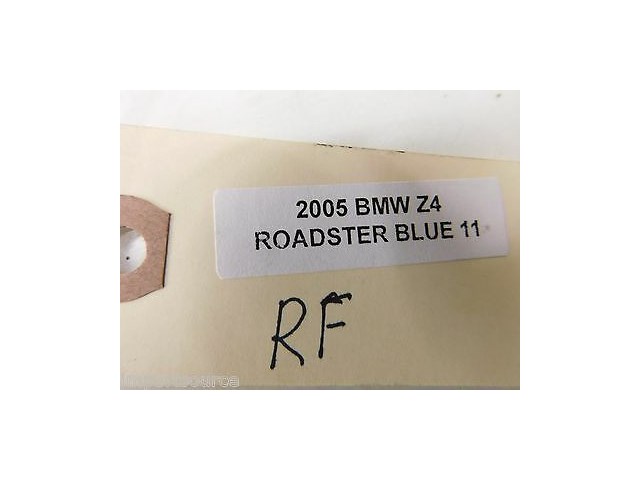 2005 BMW Z4
ROADSTER BLUE 11
RF